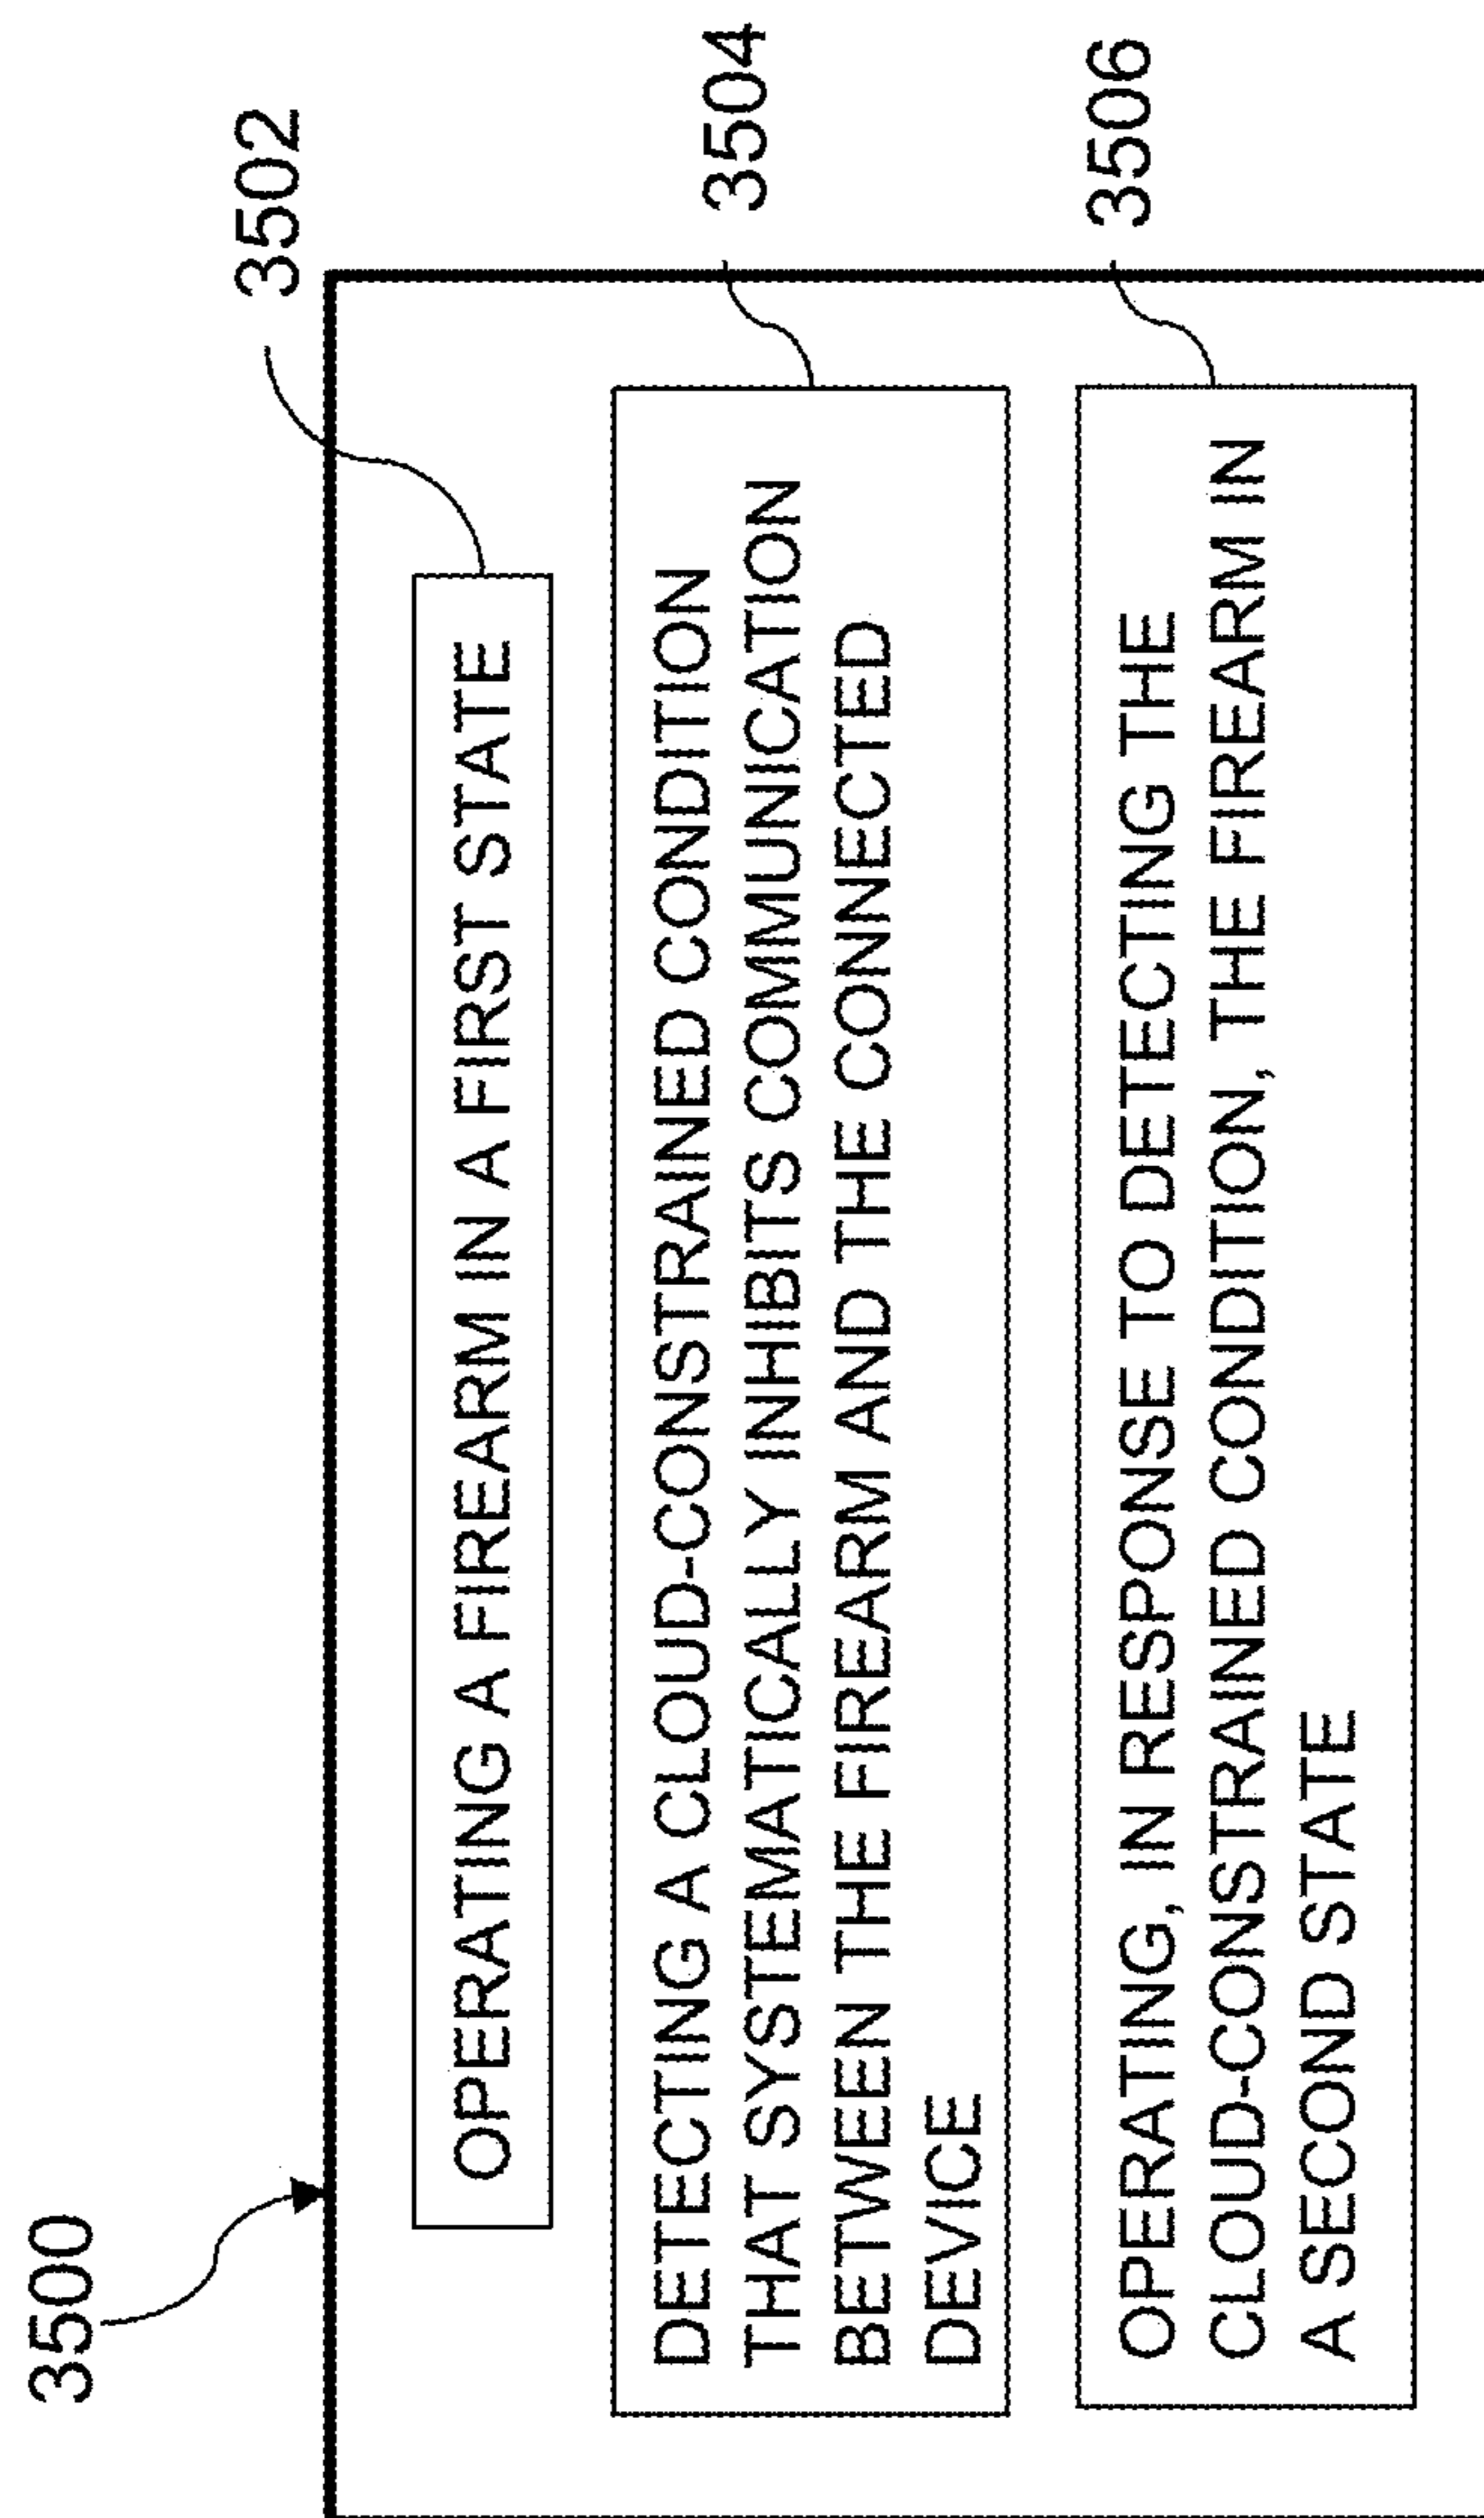 3500
3502
OPERATING A FIREARM IN A FIRST STATE
3504
DETECTING A CLOUD-CONSTRAINED CONDITION
THAT SYSTEMATICALLY INHIBITS COMMUNICATION
BETWEEN THE FIREARM AND THE CONNECTED
DEVICE
3506
OPERATING, IN RESPONSE TO DETECTING THE
CLOUD-CONSTRAINED CONDITION, THE FIREARM IN
A SECOND STATE